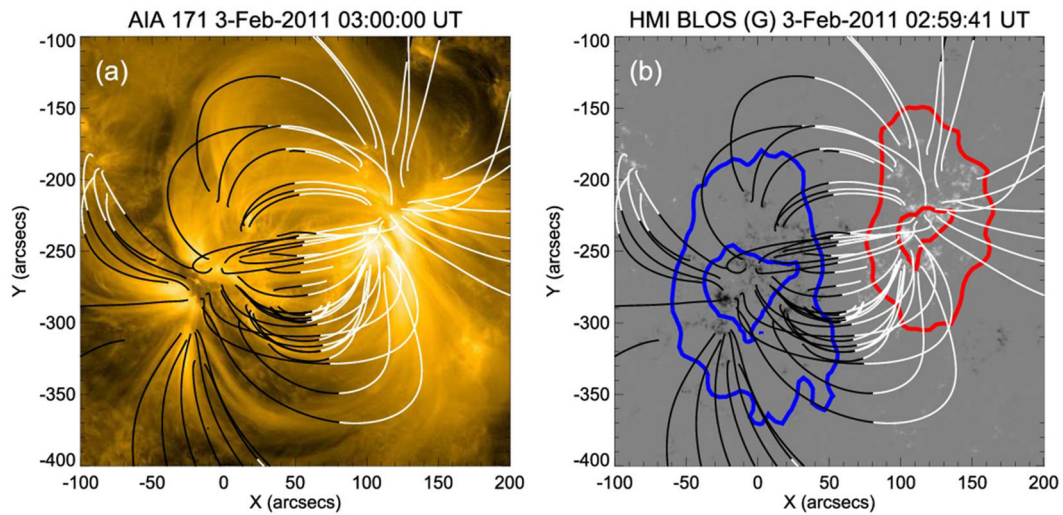 AIA 171 3-Feb-2011 03:00:00 UT
HMI BLOS (G) 3-Feb-2011 02:59:41 UT
(a)
(b)
-100
-150
-200
-250
-300
-350
-400
Y (arcsecs)
-100 -50 0 50 100 150 200
X (arcsecs)
-100
-150
-200
-250
-300
-350
-400
Y (arcsecs)
-100 -50 0 50 100 150 200
X (arcsecs)